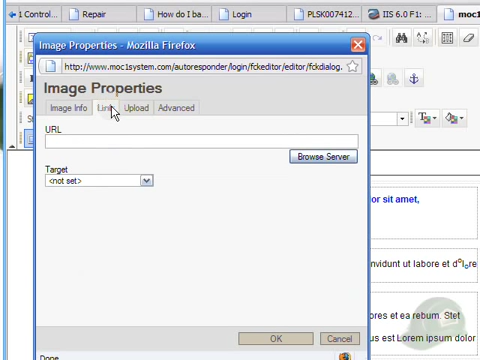 1 Control...
Repair
How do I ba...
Login
PLSK007412...
IIS 6.0 F1: ...
moc1
Image Properties - Mozilla Firefox
http://www.moc1system.com/autoresponder/login/fckeditor/editor/fckdialog.
Image Properties
Image Info
Link
Upload
Advanced
URL
Browse Server
Target
<not set>
or sit amet,
nvidunt ut labore et dolore
ores et ea rebum. Stet
us est Lorem ipsum dolor
OK
Cancel
Done